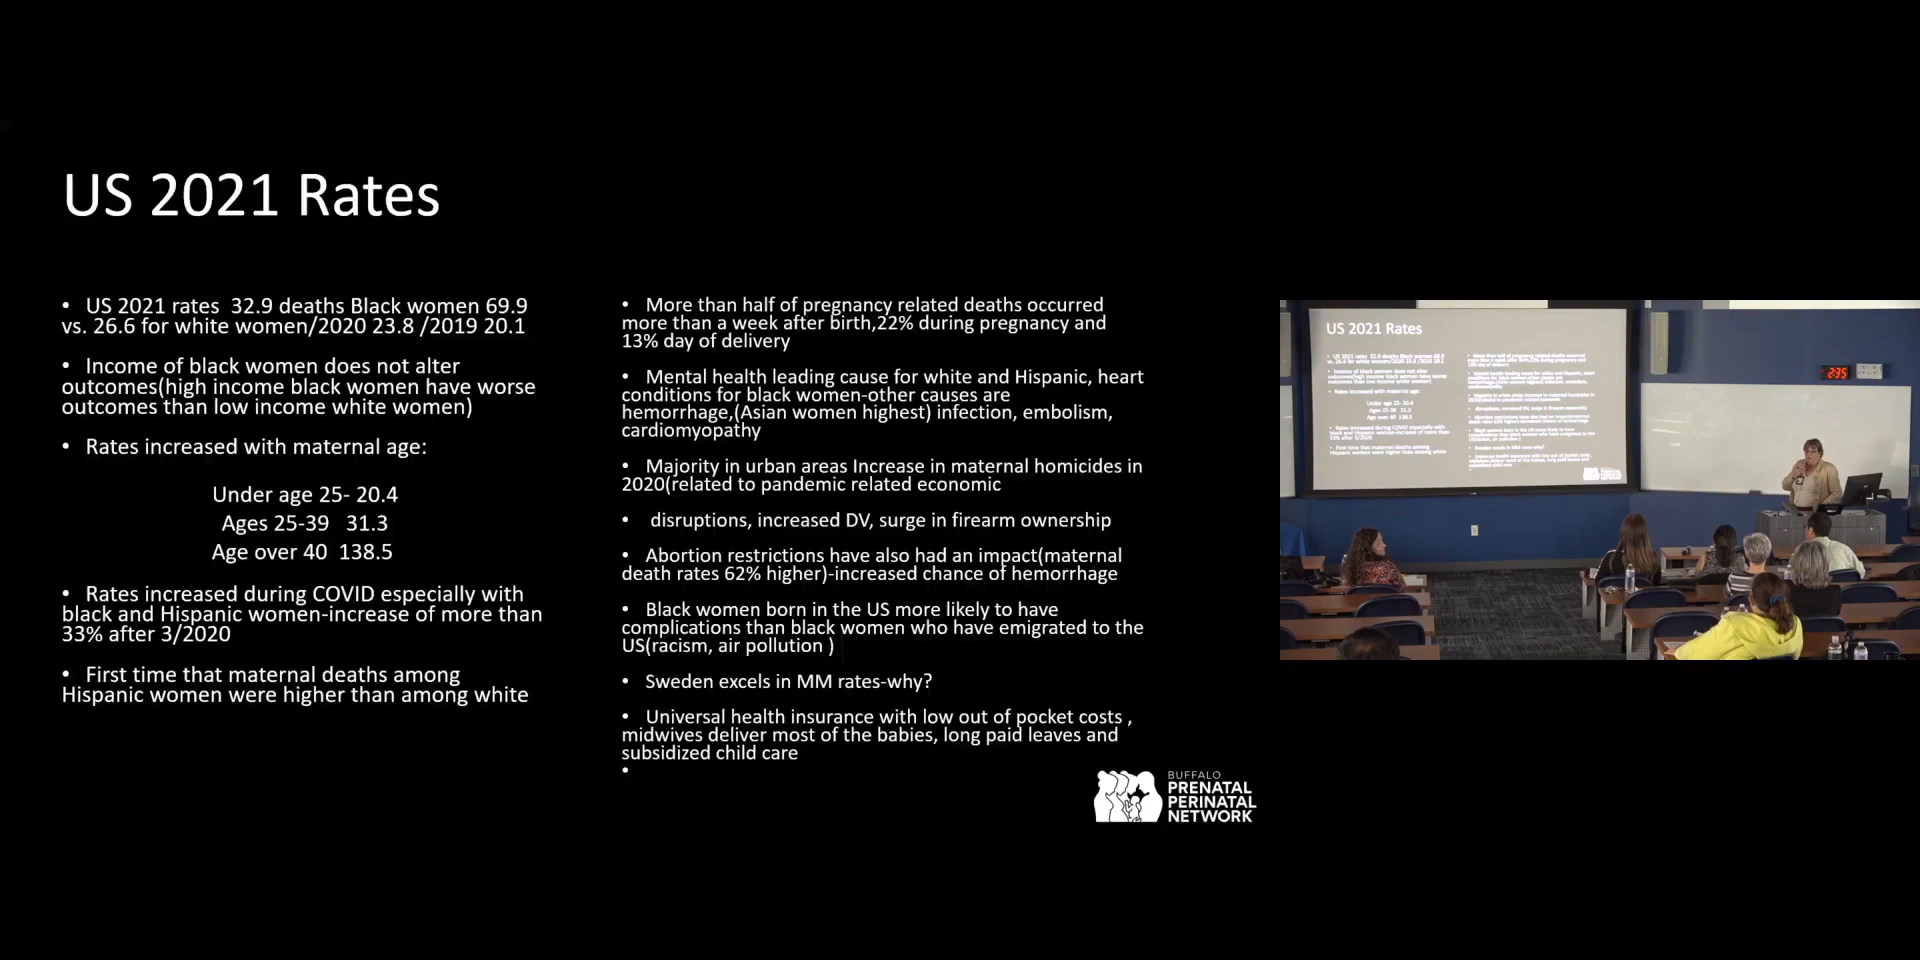 US 2021 Rates
• US 2021 rates 32.9 deaths Black women 69.9
vs. 26.6 for white women/2020 23.8 /2019 20.1
• Income of black women does not alter
outcomes(high income black women have worse
outcomes than low income white women)
• Rates increased with maternal age:
Under age 25- 20.4
Ages 25-39 31.3
Age over 40 138.5
• Rates increased during COVID especially with
black and Hispanic women-increase of more than
33% after 3/2020
• First time that maternal deaths among
Hispanic women were higher than among white
• More than half of pregnancy related deaths occurred
more than a week after birth,22% during pregnancy and
13% day of delivery
• Mental health leading cause for white and Hispanic, heart
conditions for black women-other causes are
hemorrhage,(Asian women highest) infection, embolism,
cardiomyopathy
• Majority in urban areas Increase in maternal homicides in
2020(related to pandemic related economic
• disruptions, increased DV, surge in firearm ownership
• Abortion restrictions have also had an impact(maternal
death rates 62% higher)-increased chance of hemorrhage
• Black women born in the US more likely to have
complications than black women who have emigrated to the
US(racism, air pollution )
• Sweden excels in MM rates-why?
• Universal health insurance with low out of pocket costs ,
midwives deliver most of the babies, long paid leaves and
subsidized child care
•
BUFFALO
PRENATAL
PERINATAL
NETWORK
US 2021 Rates
2:35